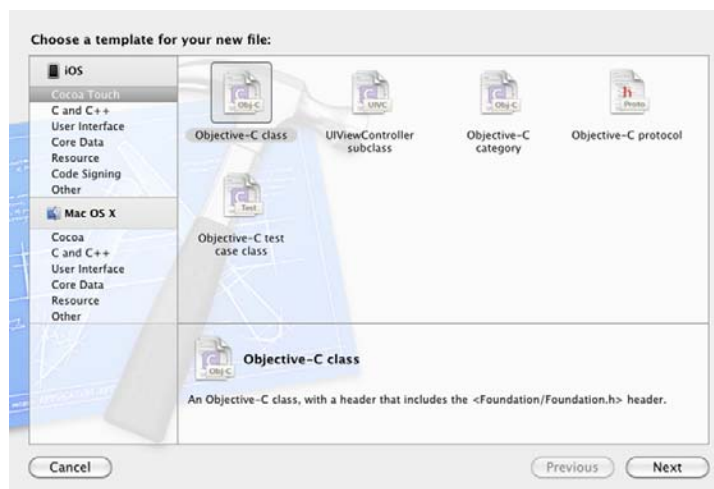 Choose a template for your new file:
iOS
Cocoa Touch
C and C++
User Interface
Core Data
Resource
Code Signing
Other
Mac OS X
Cocoa
C and C++
User Interface
Core Data
Resource
Other
Obj-C
Objective-C class
UIVC
UIViewController
subclass
Obj-C
Objective-C
category
h
Proto
Objective-C protocol
Test
Objective-C test
case class
Obj-C
Objective-C class
An Objective-C class, with a header that includes the <Foundation/Foundation.h> header.
Cancel
Previous
Next